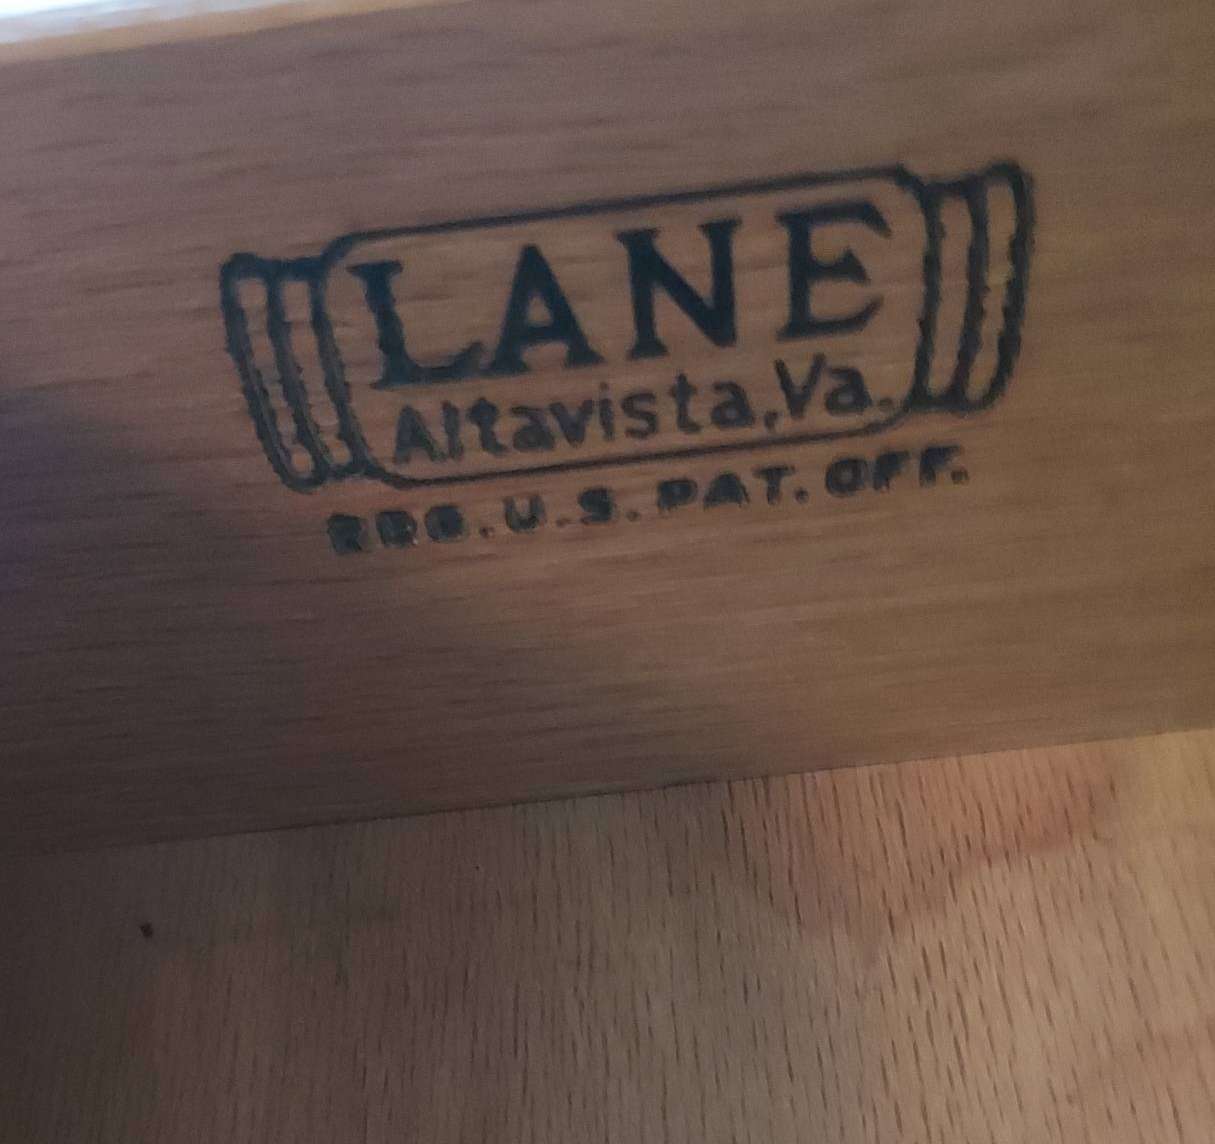 LANE
Altavista, Va.
REG. U.S. PAT. OFF.